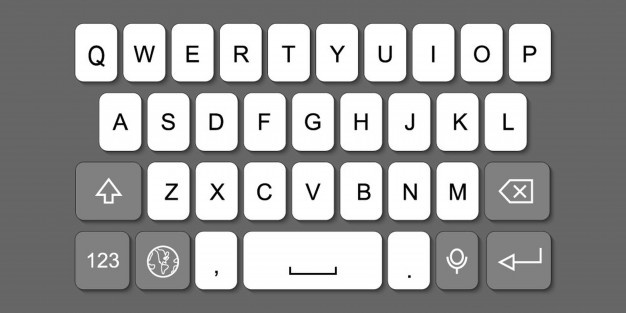 Q W E R T Y U I O P
A S D F G H J K L
Z X C V B N M
123 , .